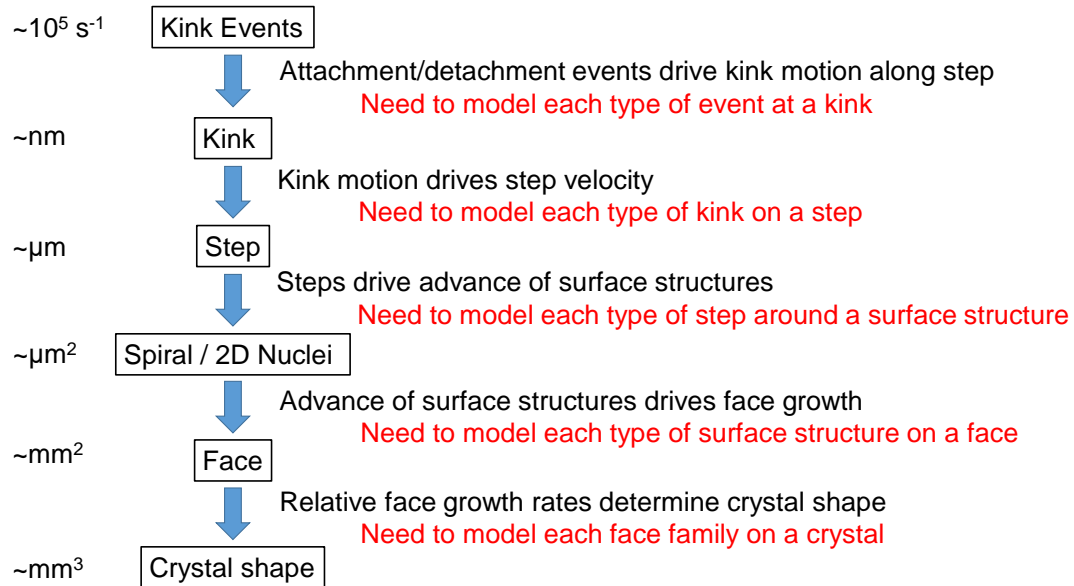 ~10⁵ s⁻¹ Kink Events
Attachment/detachment events drive kink motion along step
Need to model each type of event at a kink
~nm Kink
Kink motion drives step velocity
Need to model each type of kink on a step
~µm Step
Steps drive advance of surface structures
Need to model each type of step around a surface structure
~µm² Spiral / 2D Nuclei
Advance of surface structures drives face growth
Need to model each type of surface structure on a face
~mm² Face
Relative face growth rates determine crystal shape
Need to model each face family on a crystal
~mm³ Crystal shape